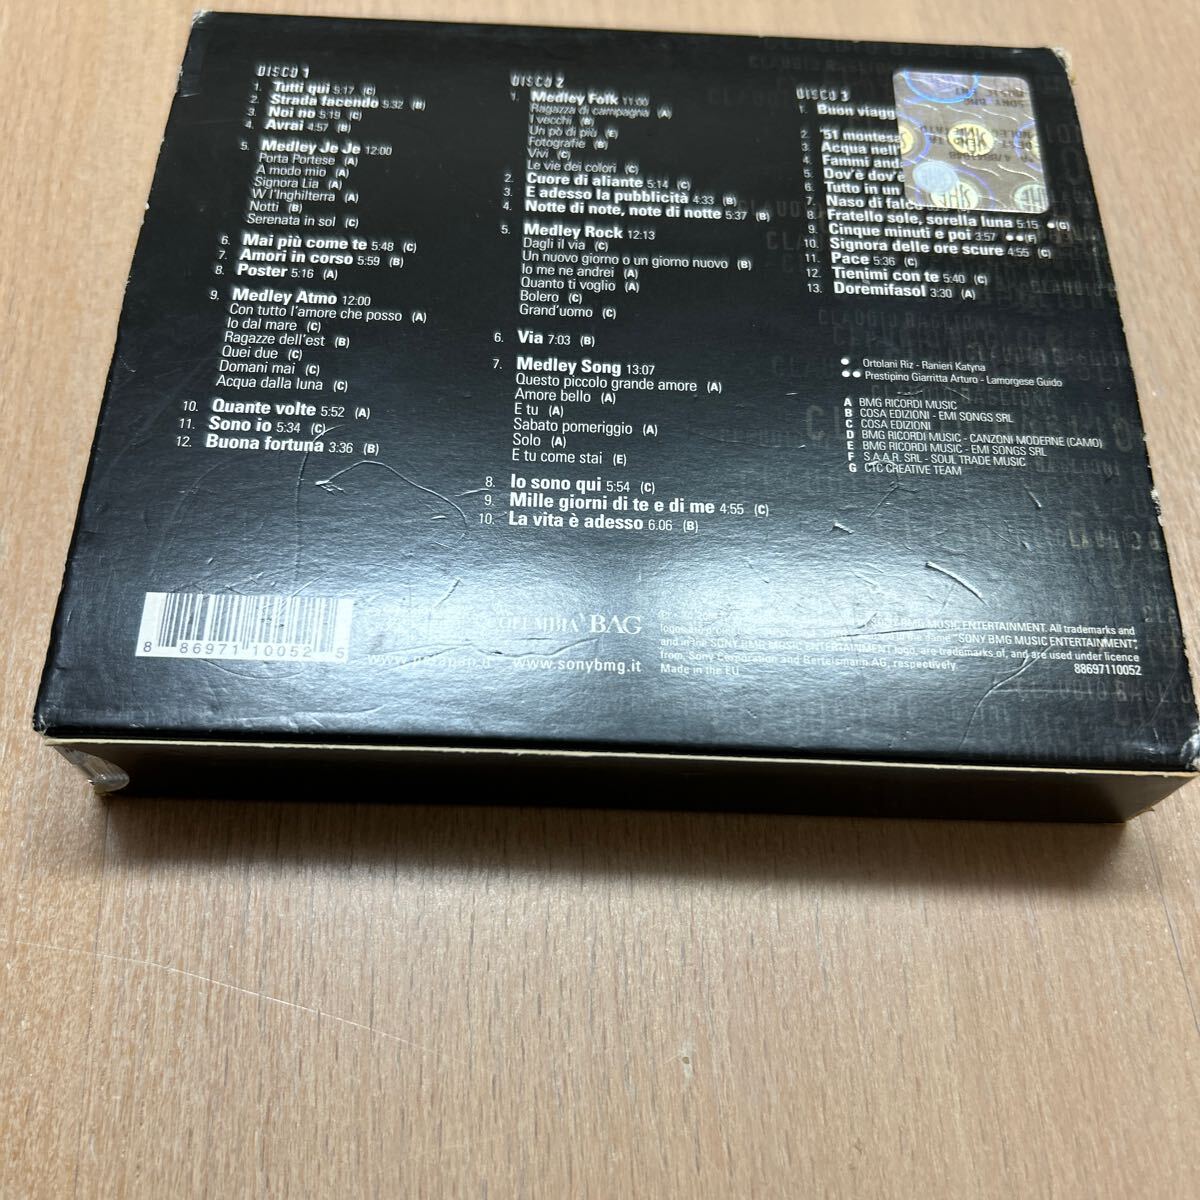 DISCO 1
1. Tutti qui 5:17 (C)
2. Strada facendo 5:32 (B)
3. Noi no 5:19 (C)
4. Avrai 4:57 (B)
5. Medley Je Je 12:00
Porta Portese (A)
A modo mio (A)
Signora Lia (A)
W l'Inghilterra (A)
Notti (B)
Serenata in sol (C)
6. Mai più come te 5:48 (C)
7. Amori in corso 5:59 (B)
8. Poster 5:16 (A)
9. Medley Atmo 12:00
Con tutto l'amore che posso (A)
Io dal mare (C)
Ragazze dell'est (B)
Quei due (C)
Domani mai (C)
Acqua dalla luna (C)
10. Quante volte 5:52 (A)
11. Sono io 5:34 (C)
12. Buona fortuna 3:36 (B)
DISCO 2
1. Medley Folk 11:00
Ragazza di campagna (A)
I vecchi (B)
Un pò di più (E)
Fotografie (B)
Vivi (C)
Le vie dei colori (C)
2. Cuore di aliante 5:14 (C)
3. E adesso la pubblicità 4:33 (B)
4. Notte di note, note di notte 5:37 (B)
5. Medley Rock 12:13
Dagli il via (C)
Un nuovo giorno o un giorno nuovo (B)
Io me ne andrei (A)
Quanto ti voglio (A)
Bolero (C)
Grand'uomo (C)
6. Via 7:03 (B)
7. Medley Song 13:07
Questo piccolo grande amore (A)
Amore bello (A)
E tu (A)
Sabato pomeriggio (A)
Solo (A)
E tu come stai (E)
8. Io sono qui 5:54 (C)
9. Mille giorni di te e di me 4:55 (C)
10. La vita è adesso 6.06 (B)
DISCO 3
1. Buon viagg
2. '51 montesa
3. Acqua nell
4. Fammi and
5. Dov'e dov'e
6. Tutto in un
7. Naso di falco
8. Fratello sole, sorella luna 5:15 •(G)
9. Cinque minuti e poi 3:57 ••(F)
10. Signora delle ore scure 4:55 (C)
11. Pace 5:36 (C)
12. Tienimi con te 5:40 (C)
13. Doremifasol 3:30 (A)
• Ortolani Riz - Ranieri Katyna
•• Prestipino Giarritta Arturo - Lamorgese Guido
A BMG RICORDI MUSIC
B COSA EDIZIONI - EMI SONGS SRL
C COSA EDIZIONI
D BMG RICORDI MUSIC - CANZONI MODERNE (CAMO)
E BMG RICORDI MUSIC - EMI SONGS SRL
F S.A.A.R. SRL - SOUL TRADE MUSIC
G CTC CREATIVE TEAM
8 86971 10052 5
COLUMBIA BAG
www.sonybmg.it
SONY BMG MUSIC ENTERTAINMENT. All trademarks and
logos are the name "SONY BMG MUSIC ENTERTAINMENT",
and in the SONY BMG MUSIC ENTERTAINMENT logo, are trademarks of, and are used under licence
from, Sony Corporation and Bertelsmann AG, respectively.
Made in the EU
88697110052